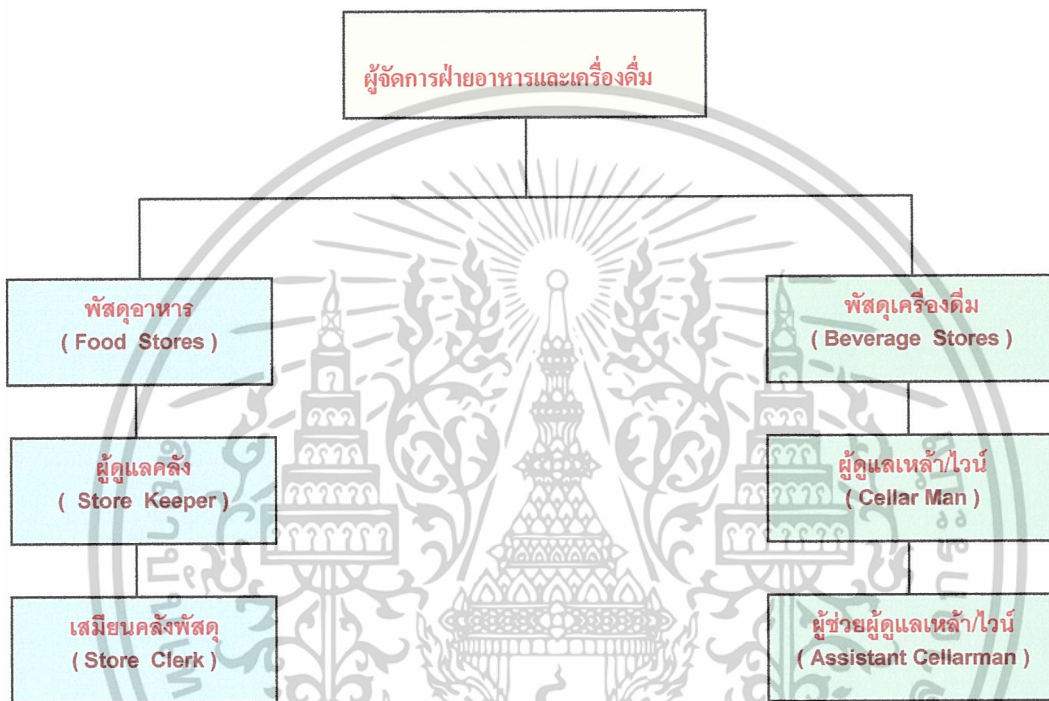 ผู้จัดการฝ่ายอาหารและเครื่องดื่ม
พัสดุอาหาร
( Food Stores )
พัสดุเครื่องดื่ม
( Beverage Stores )
ผู้ดูแลคลัง
( Store Keeper )
ผู้ดูแลเหล้า/ไวน์
( Cellar Man )
เสมียนคลังพัสดุ
( Store Clerk )
ผู้ช่วยผู้ดูแลเหล้า/ไวน์
( Assistant Cellarman )